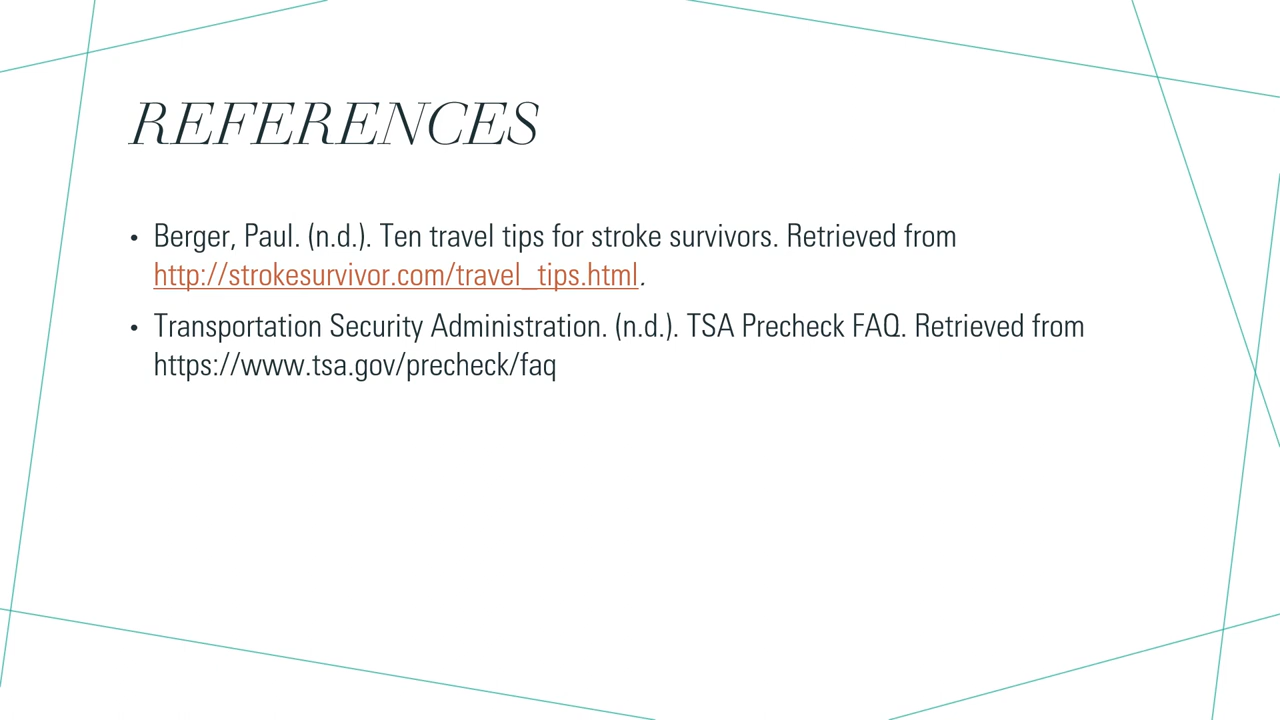 REFERENCES
• Berger, Paul. (n.d.). Ten travel tips for stroke survivors. Retrieved from
http://strokesurvivor.com/travel_tips.html.
• Transportation Security Administration. (n.d.). TSA Precheck FAQ. Retrieved from
https://www.tsa.gov/precheck/faq